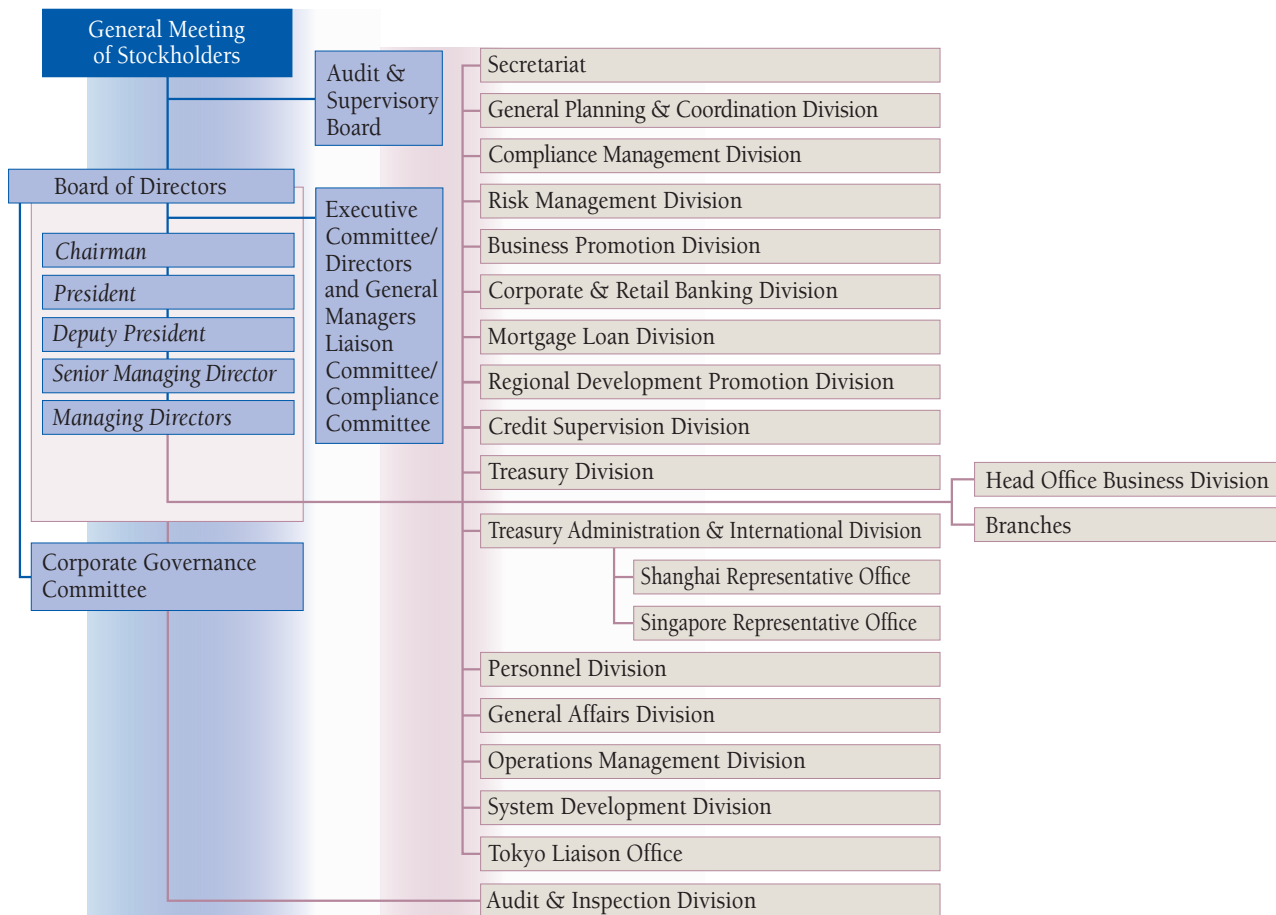 General Meeting
of Stockholders
Audit &
Supervisory
Board
Board of Directors
Executive
Committee/
Directors
and General
Managers
Liaison
Committee/
Compliance
Committee
Chairman
President
Deputy President
Senior Managing Director
Managing Directors
Corporate Governance
Committee
Secretariat
General Planning & Coordination Division
Compliance Management Division
Risk Management Division
Business Promotion Division
Corporate & Retail Banking Division
Mortgage Loan Division
Regional Development Promotion Division
Credit Supervision Division
Treasury Division
Head Office Business Division
Branches
Treasury Administration & International Division
Shanghai Representative Office
Singapore Representative Office
Personnel Division
General Affairs Division
Operations Management Division
System Development Division
Tokyo Liaison Office
Audit & Inspection Division